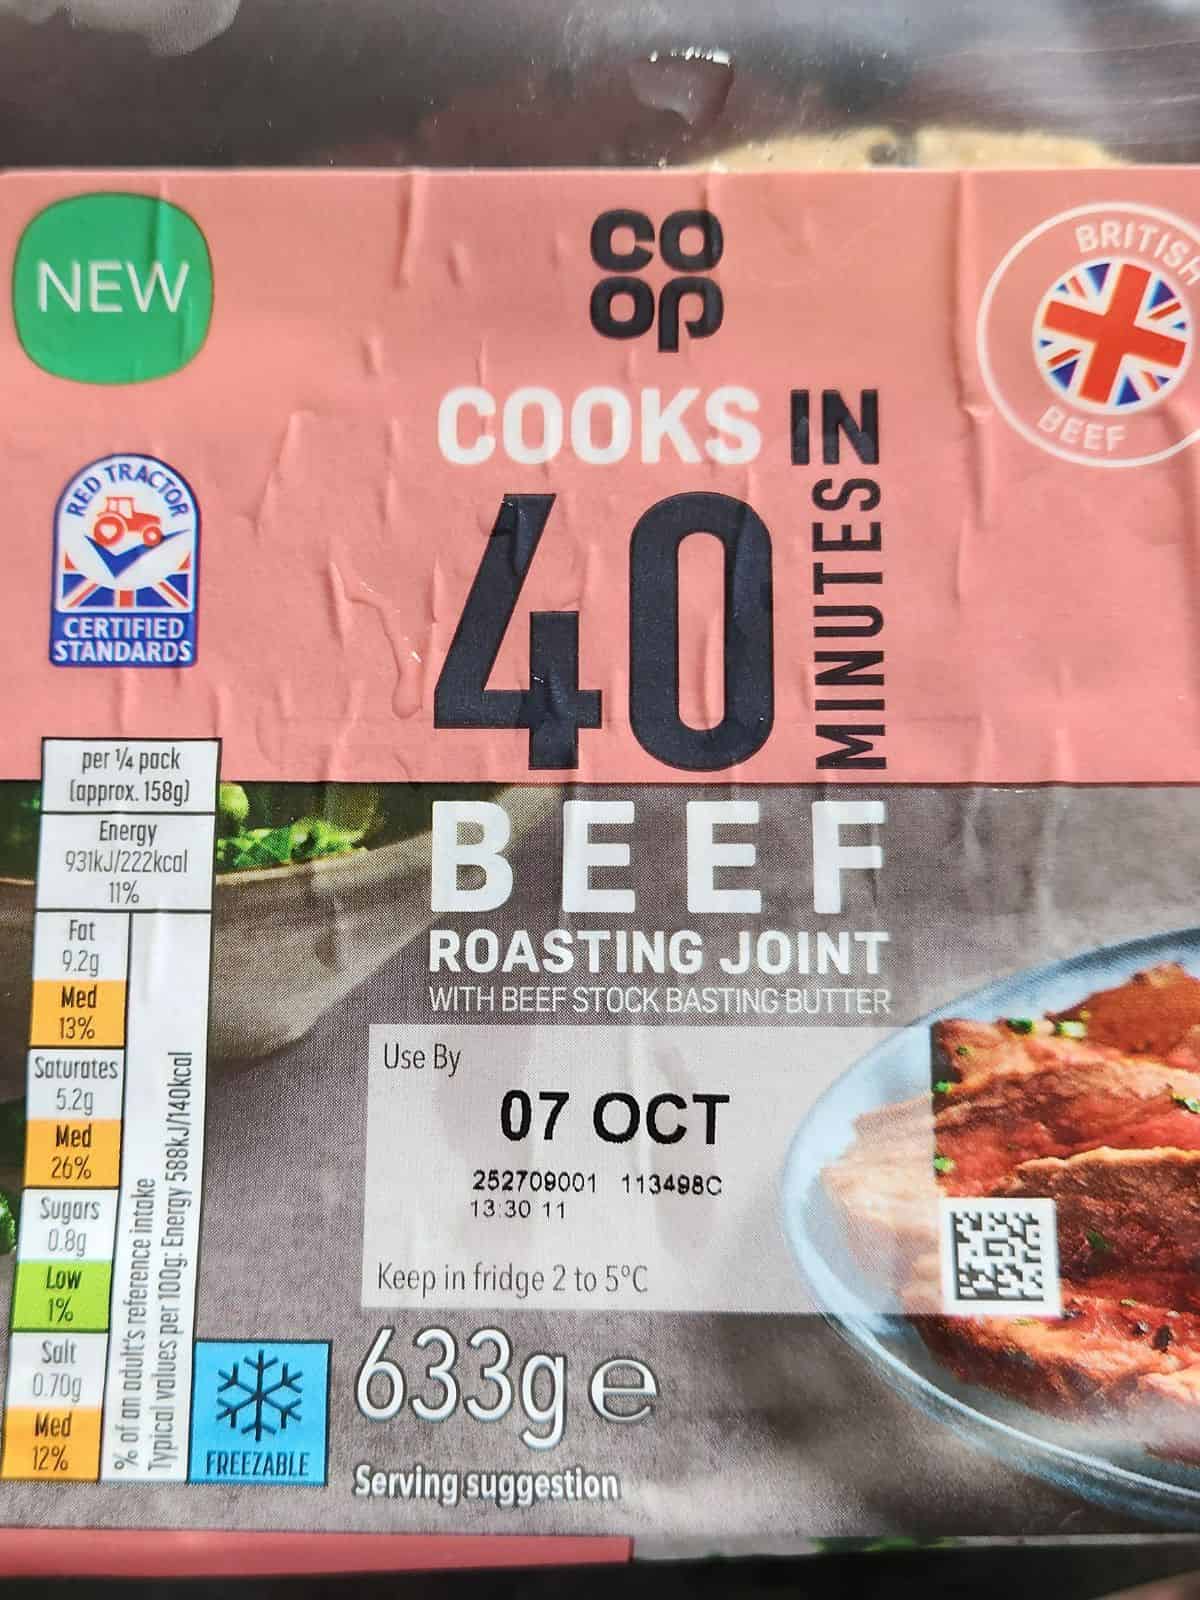 NEW
CO
OP
BRITISH
BEEF
COOKS IN
40
MINUTES
RED TRACTOR
CERTIFIED
STANDARDS
BEEF
ROASTING JOINT
WITH BEEF STOCK BASTING BUTTER
per 1/4 pack
(approx. 158g)
Energy
931kJ/222kcal
11%
Fat
9.2g
Med
13%
Saturates
5.2g
Med
26%
Sugars
0.8g
Low
1%
Salt
0.70g
Med
12%
% of an adult's reference intake
Typical values per 100g: Energy 588kJ/140kcal
Use By
07 OCT
252709001 113498C
13:30 11
Keep in fridge 2 to 5°C
FREEZABLE
633g e
Serving suggestion